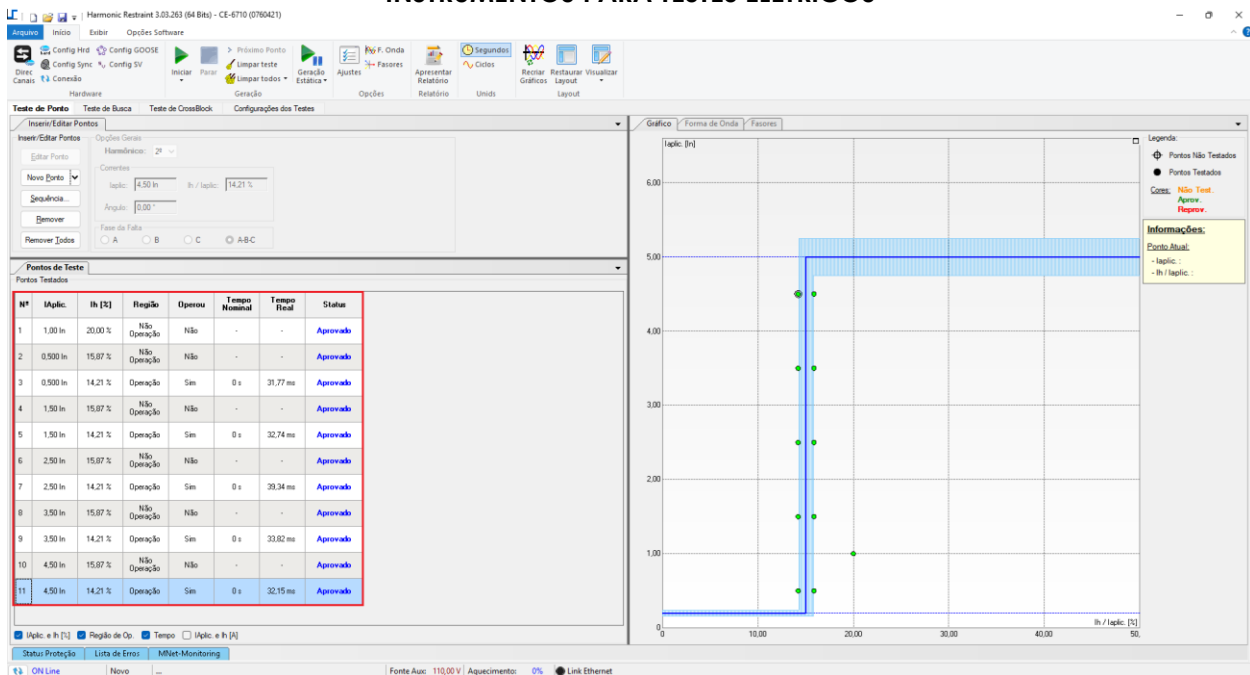 INSTRUMENTOS PARA TESTES ELÉTRICOS
Harmonic Restraint 3.03.263 (64 Bits) - CE-6710 (0760421)
Arquivo Início Exibir Opções Software
Direc Canais
Config Hrd
Config GOOSE
Config Sync
Config SV
Conexão
Hardware
Iniciar
Parar
Próximo Ponto
Limpar teste
Limpar todos
Geração Estática
Geração
Ajustes
F. Onda
Fasores
Opções
Apresentar Relatório
Relatório
Segundos
Ciclos
Unids
Recriar Gráficos
Restaurar Layout
Visualizar
Layout
Teste de Ponto Teste de Busca Teste de CrossBlock Configurações dos Testes
Inserir/Editar Pontos
Inserir/Editar Pontos
Editar Ponto
Novo Ponto
Sequência...
Remover
Remover Todos
Opções Gerais
Harmônico: 2ª
Correntes
Iaplic: 4,50 In Ih / Iaplic: 14,21 %
Ângulo: 0,00 °
Fase da Falta
A B C A-B-C
Pontos de Teste
Pontos Testados
Nº IAplic. Ih [%] Região Operou Tempo Nominal Tempo Real Status
1 1,00 In 20,00 % Não Operação Não - - Aprovado
2 0,500 In 15,87 % Não Operação Não - - Aprovado
3 0,500 In 14,21 % Operação Sim 0 s 31,77 ms Aprovado
4 1,50 In 15,87 % Não Operação Não - - Aprovado
5 1,50 In 14,21 % Operação Sim 0 s 32,74 ms Aprovado
6 2,50 In 15,87 % Não Operação Não - - Aprovado
7 2,50 In 14,21 % Operação Sim 0 s 39,34 ms Aprovado
8 3,50 In 15,87 % Não Operação Não - - Aprovado
9 3,50 In 14,21 % Operação Sim 0 s 33,82 ms Aprovado
10 4,50 In 15,87 % Não Operação Não - - Aprovado
11 4,50 In 14,21 % Operação Sim 0 s 32,15 ms Aprovado
IAplic. e Ih [%] Região de Op. Tempo IAplic. e Ih [A]
Gráfico Forma de Onda Fasores
Iaplic. [In]
6,00
5,00
4,00
3,00
2,00
1,00
0
0 10,00 20,00 30,00 40,00 50,
Ih / Iaplic. [%]
Legenda:
Pontos Não Testados
Pontos Testados
Cores: Não Test.
Aprov.
Reprov.
Informações:
Ponto Atual:
- Iaplic. :
- Ih / Iaplic. :
Status Proteção Lista de Erros MNet-Monitoring
ON Line Novo ... Fonte Aux: 110,00 V Aquecimento: 0% Link Ethernet